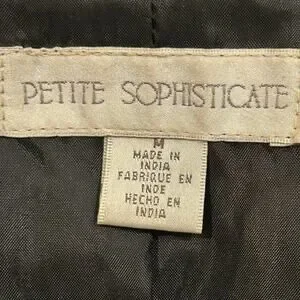 PETITE SOPHISTICATE
M
MADE IN
INDIA
FABRIQUE EN
INDE
HECHO EN
INDIA